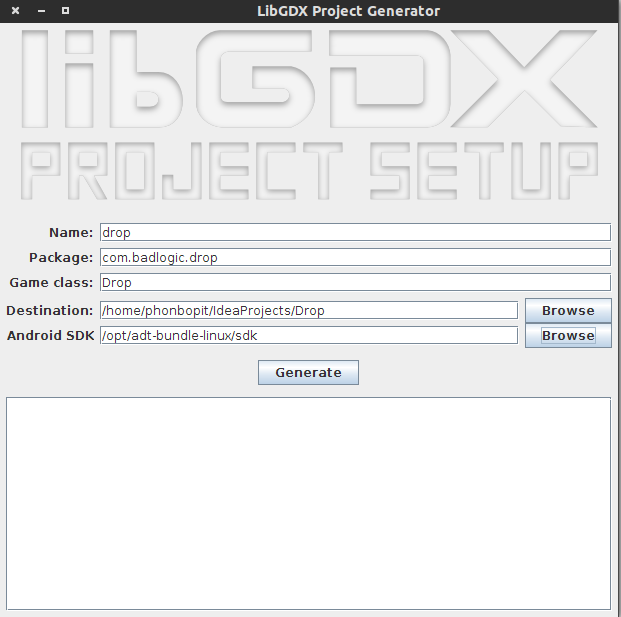 LibGDX Project Generator
libGDX
PROJECT SETUP
Name: drop
Package: com.badlogic.drop
Game class: Drop
Destination: /home/phonbopit/IdeaProjects/Drop Browse
Android SDK /opt/adt-bundle-linux/sdk Browse
Generate